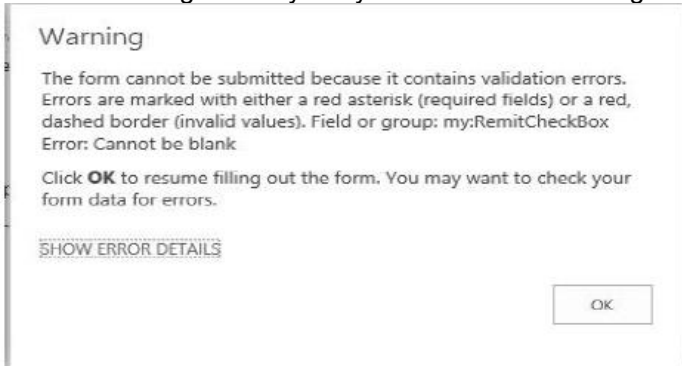 Warning
The form cannot be submitted because it contains validation errors.
Errors are marked with either a red asterisk (required fields) or a red,
dashed border (invalid values). Field or group: my:RemitCheckBox
Error: Cannot be blank
Click OK to resume filling out the form. You may want to check your
form data for errors.
SHOW ERROR DETAILS
OK